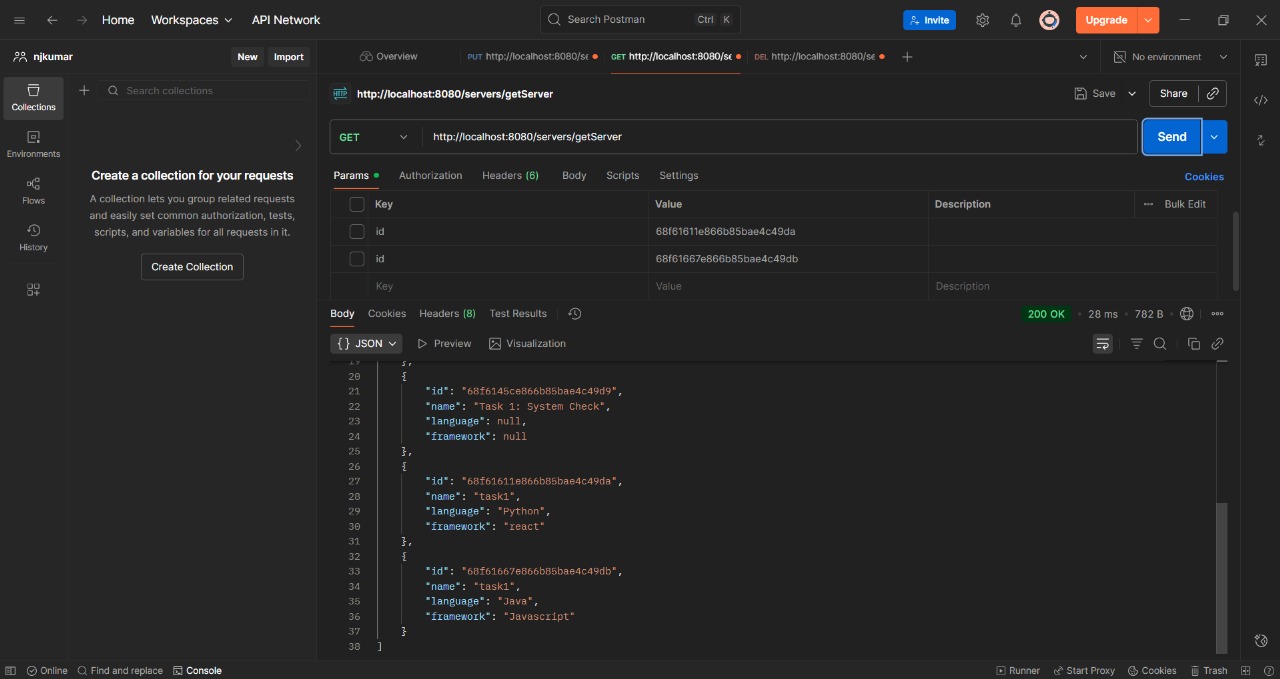 Home Workspaces API Network Search Postman Ctrl K Invite Upgrade
njkumar New Import Overview PUT http://localhost:8080/se GET http://localhost:8080/se DEL http://localhost:8080/se No environment
Collections
Environments
Flows
History
Search collections
Create a collection for your requests
A collection lets you group related requests
and easily set common authorization, tests,
scripts, and variables for all requests in it.
Create Collection
HTTP http://localhost:8080/servers/getServer Save Share
GET http://localhost:8080/servers/getServer Send
Params Authorization Headers (6) Body Scripts Settings Cookies
Key Value Description Bulk Edit
id 68f61611e866b85bae4c49da
id 68f61667e866b85bae4c49db
Key Value Description
Body Cookies Headers (8) Test Results 200 OK • 28 ms • 782 B
{} JSON Preview Visualization
19 },
20 {
21 "id": "68f6145ce866b85bae4c49d9",
22 "name": "Task 1: System Check",
23 "language": null,
24 "framework": null
25 },
26 {
27 "id": "68f61611e866b85bae4c49da",
28 "name": "task1",
29 "language": "Python",
30 "framework": "react"
31 },
32 {
33 "id": "68f61667e866b85bae4c49db",
34 "name": "task1",
35 "language": "Java",
36 "framework": "Javascript"
37 }
38 ]
Online Find and replace Console Runner Start Proxy Cookies Trash